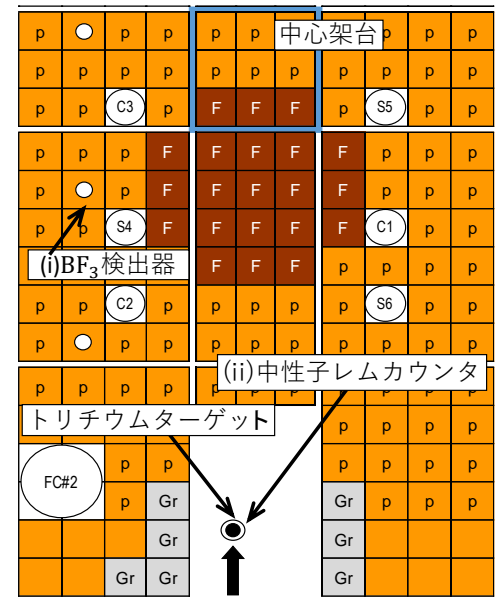 p p p p p 中心架台 p p p
p p p p p p p p p p p
p p C3 p F F F p S5 p p
p p p F F F F F p p p
p p F F F F F p p p
p p S4 F F F F F C1 p p
(i)BF₃検出器 F F F p p p p
p p C2 p p p p p S6 p p
p p p p p p p p p p
(ii)中性子レムカウンタ
p p p p p
トリチウムターゲット p p p p
FC#2 p p p p p p
p Gr Gr p p p
Gr Gr
Gr Gr Gr